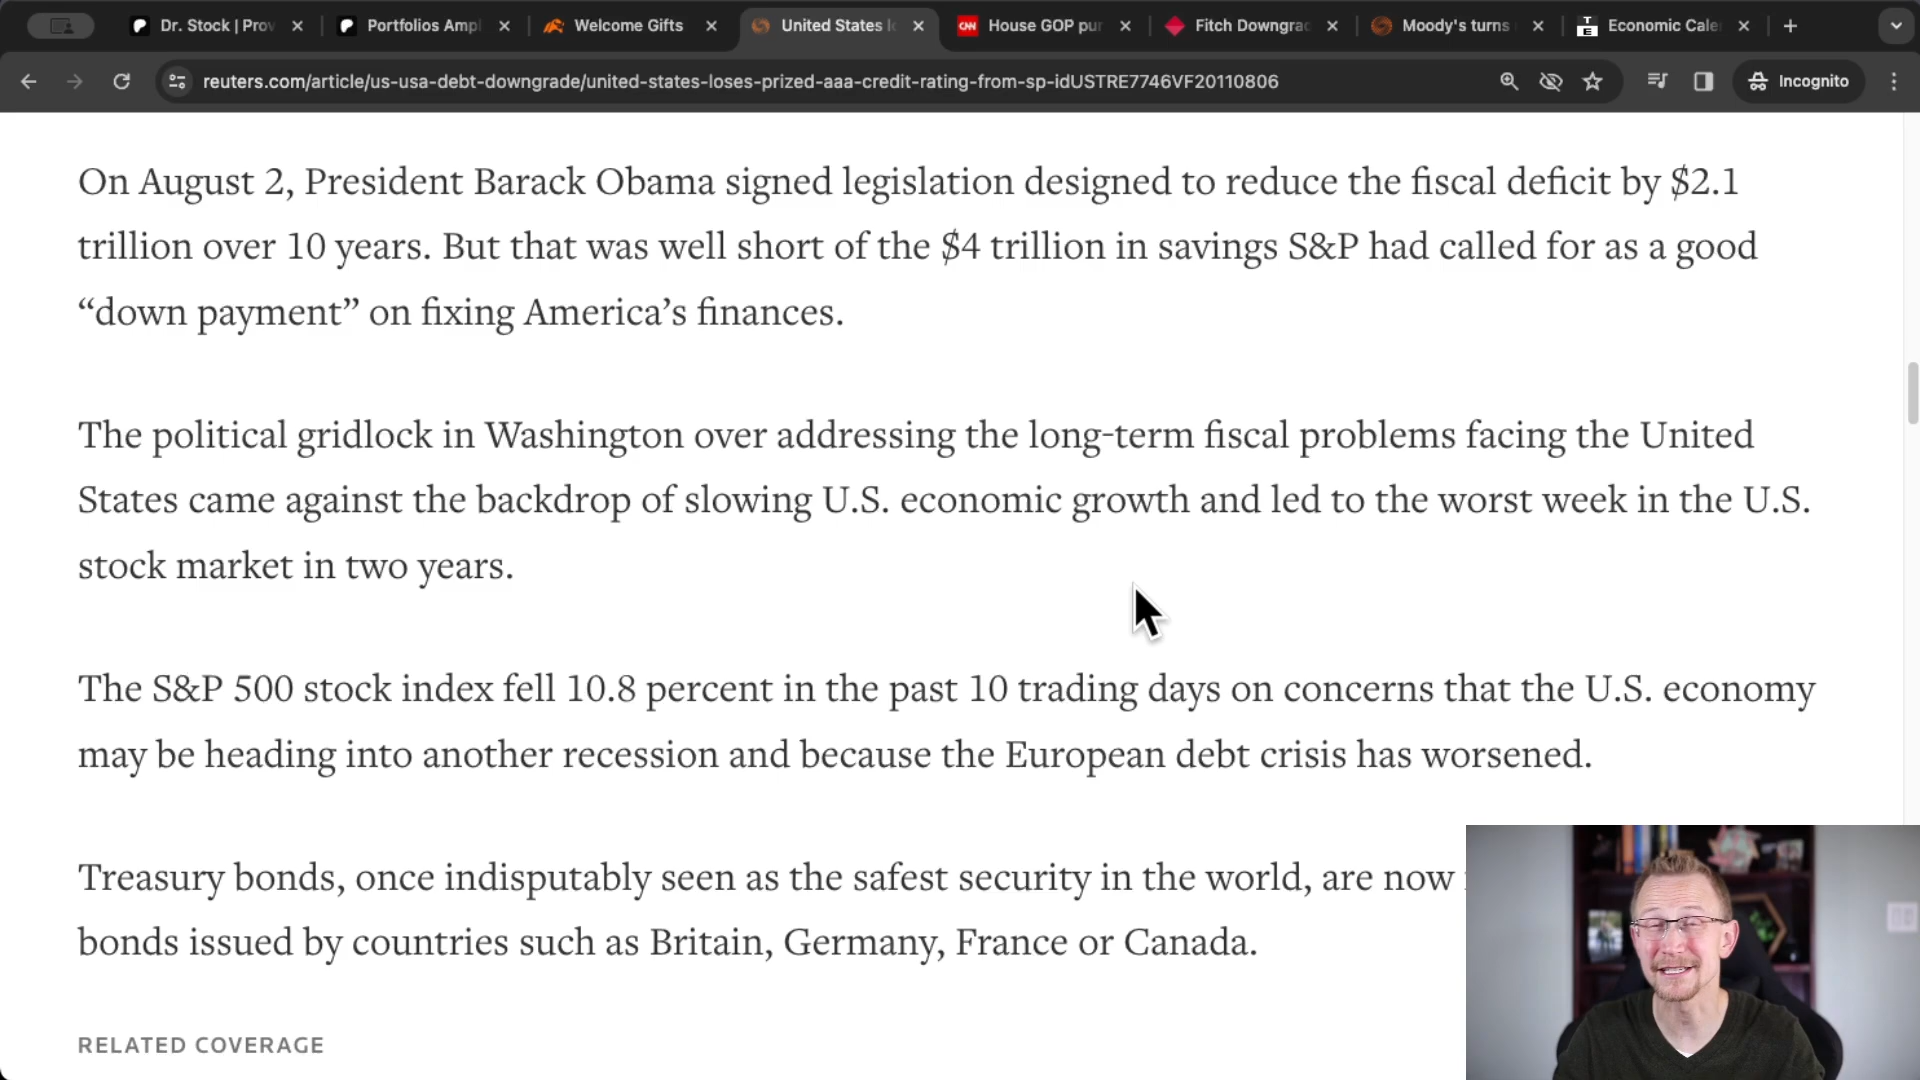 Dr. Stock | Prov
Portfolios Ampl
Welcome Gifts
United States l
CNN
House GOP pu
Fitch Downgra
Moody's turns
TE
Economic Cale
reuters.com/article/us-usa-debt-downgrade/united-states-loses-prized-aaa-credit-rating-from-sp-idUSTRE7746VF20110806
Incognito
On August 2, President Barack Obama signed legislation designed to reduce the fiscal deficit by $2.1
trillion over 10 years. But that was well short of the $4 trillion in savings S&P had called for as a good
“down payment” on fixing America’s finances.
The political gridlock in Washington over addressing the long-term fiscal problems facing the United
States came against the backdrop of slowing U.S. economic growth and led to the worst week in the U.S.
stock market in two years.
The S&P 500 stock index fell 10.8 percent in the past 10 trading days on concerns that the U.S. economy
may be heading into another recession and because the European debt crisis has worsened.
Treasury bonds, once indisputably seen as the safest security in the world, are now
bonds issued by countries such as Britain, Germany, France or Canada.
RELATED COVERAGE